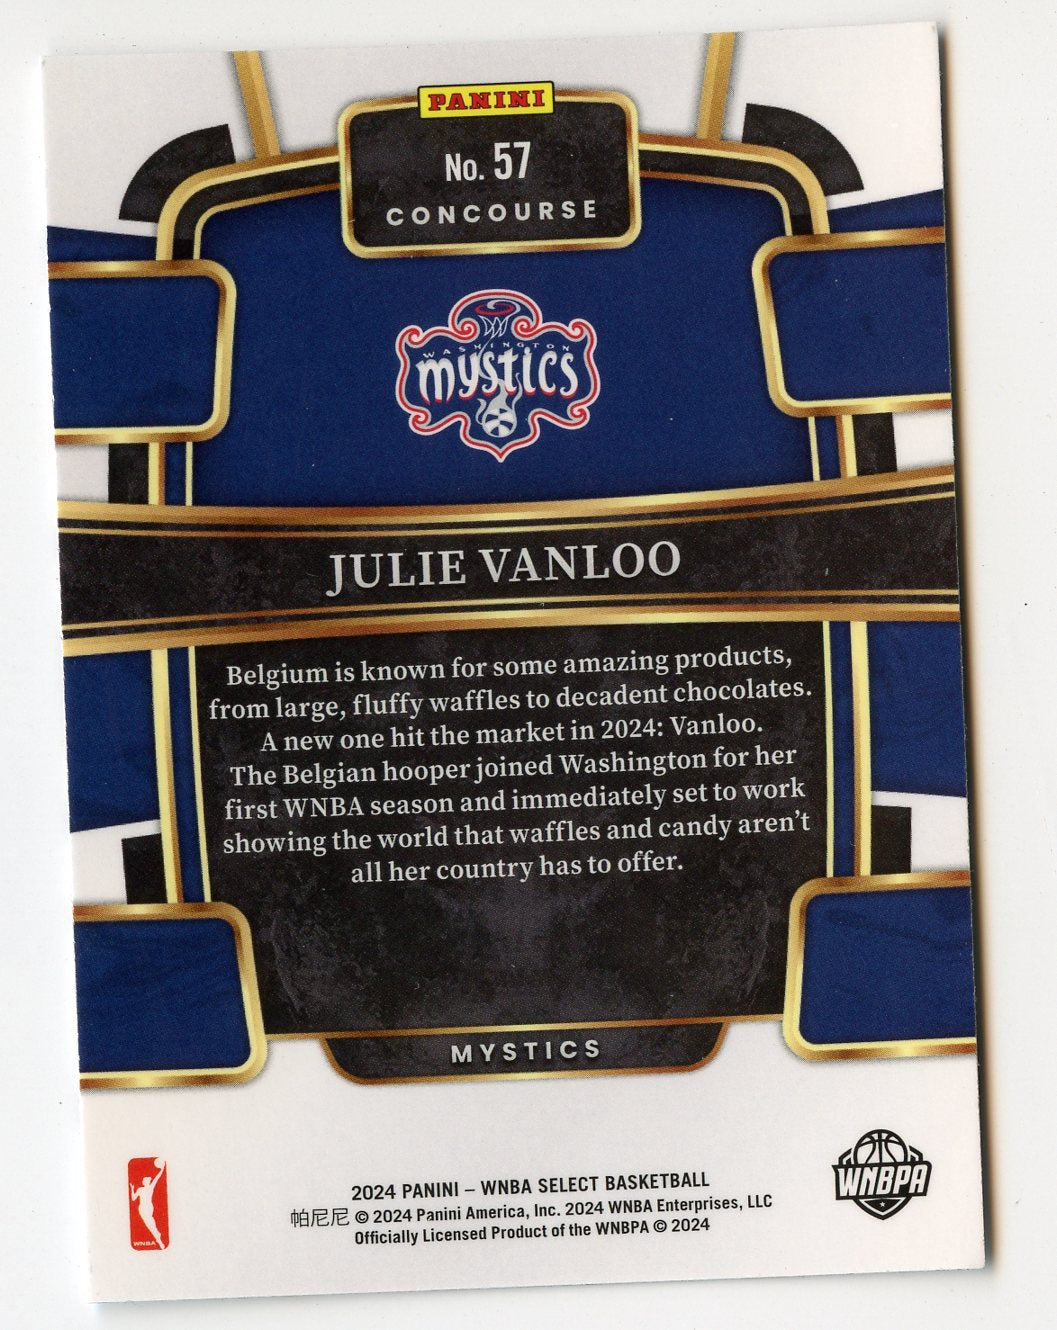 PANINI
No. 57
CONCOURSE
WASHINGTON
MYSTICS
JULIE VANLOO
Belgium is known for some amazing products,
from large, fluffy waffles to decadent chocolates.
A new one hit the market in 2024: Vanloo.
The Belgian hooper joined Washington for her
first WNBA season and immediately set to work
showing the world that waffles and candy aren't
all her country has to offer.
MYSTICS
WNBA
WNBPA
2024 PANINI – WNBA SELECT BASKETBALL
帕尼尼 © 2024 Panini America, Inc. 2024 WNBA Enterprises, LLC
Officially Licensed Product of the WNBPA © 2024